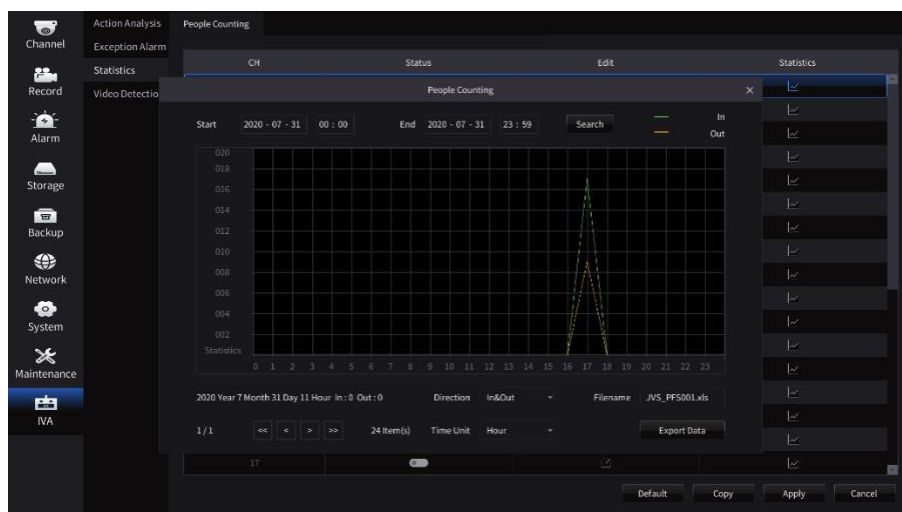 Channel
Record
Alarm
Storage
Backup
Network
System
Maintenance
IVA
Action Analysis
Exception Alarm
Statistics
Video Detectio
People Counting
CH Status Edit Statistics
People Counting ×
Start 2020 - 07 - 31 00 : 00 End 2020 - 07 - 31 23 : 59 Search In
Out
020
018
016
014
012
010
008
006
004
002
Statistics
0 1 2 3 4 5 6 7 8 9 10 11 12 13 14 15 16 17 18 19 20 21 22 23
2020 Year 7 Month 31 Day 11 Hour In : 0 Out : 0 Direction In&Out Filename JVS_PFS001.xls
1 / 1 << < > >> 24 Item(s) Time Unit Hour Export Data
17
Default Copy Apply Cancel